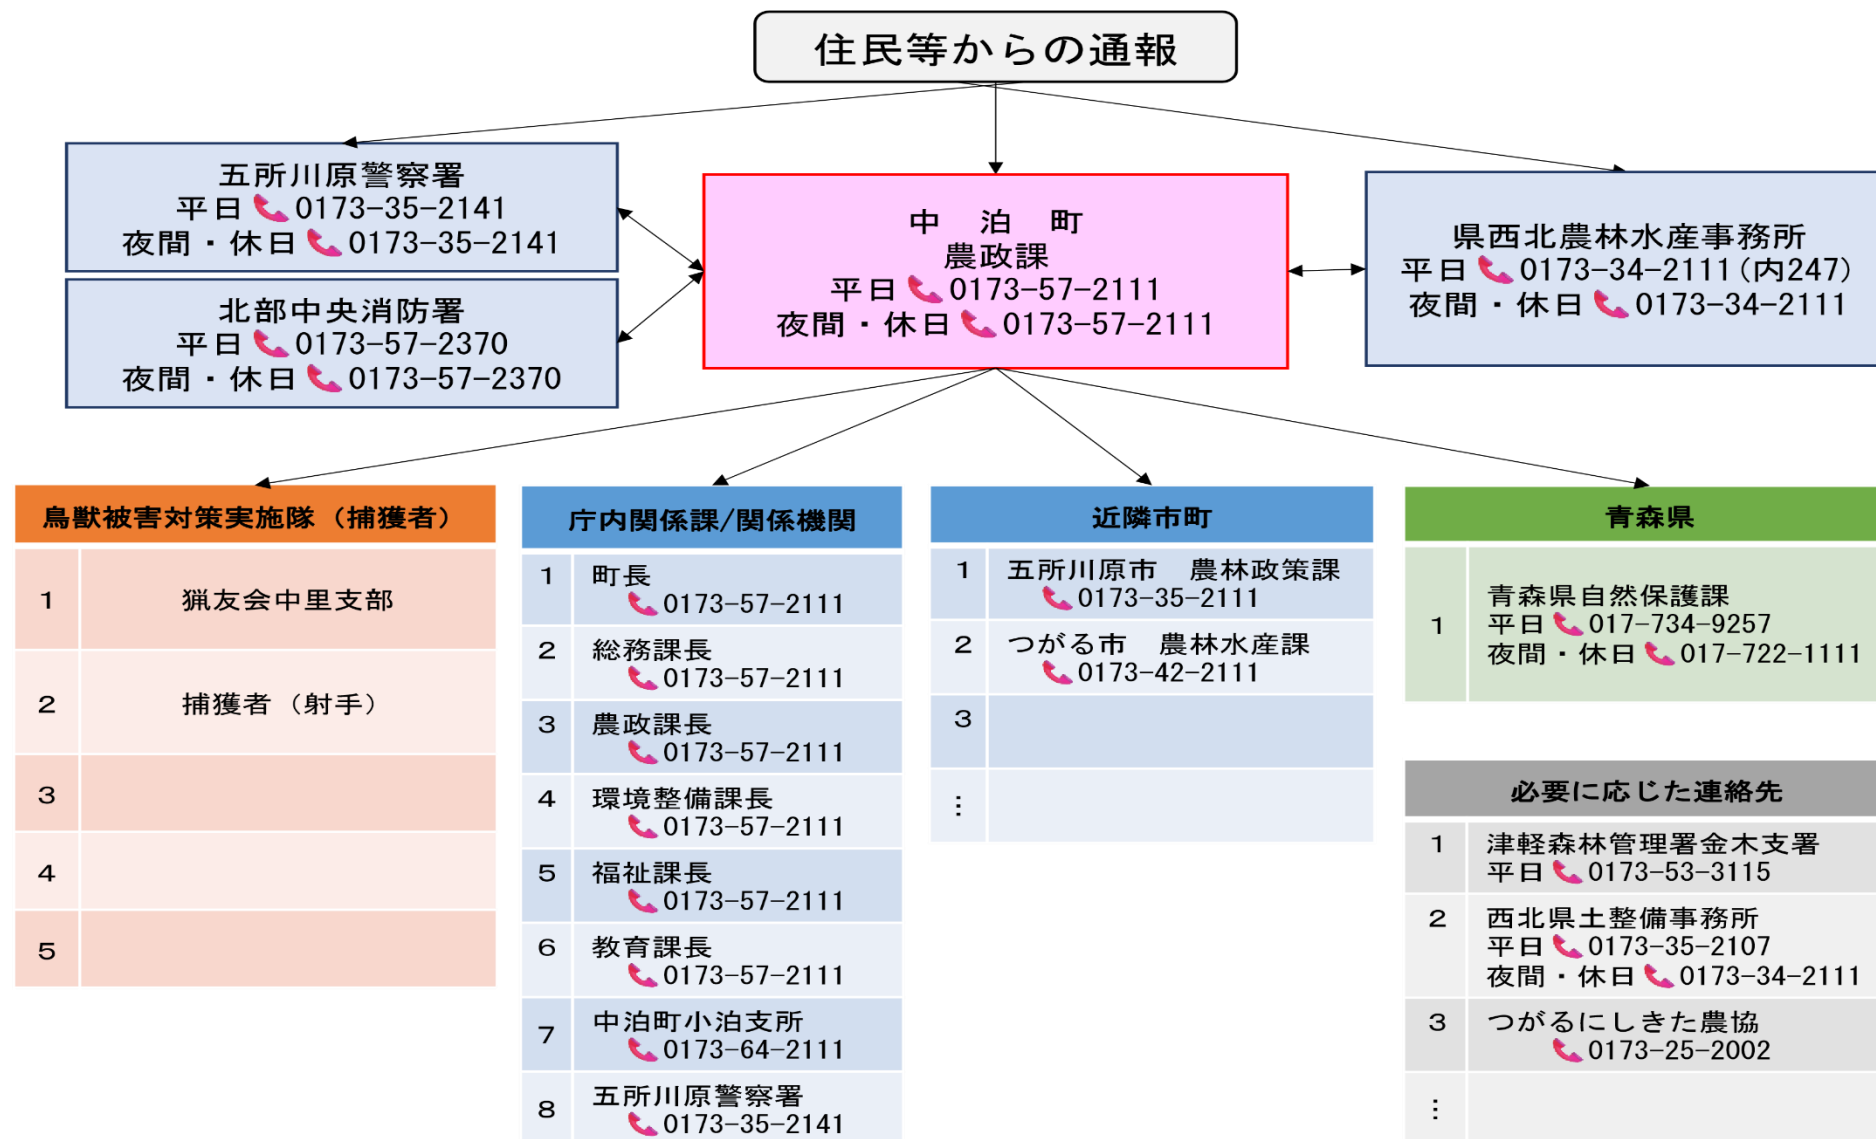 住民等からの通報
五所川原警察署
平日 0173-35-2141
夜間・休日 0173-35-2141
北部中央消防署
平日 0173-57-2370
夜間・休日 0173-57-2370
中 泊 町
農政課
平日 0173-57-2111
夜間・休日 0173-57-2111
県西北農林水産事務所
平日 0173-34-2111(内247)
夜間・休日 0173-34-2111
鳥獣被害対策実施隊（捕獲者）
1 猟友会中里支部
2 捕獲者（射手）
3
4
5
庁内関係課/関係機関
1 町長
0173-57-2111
2 総務課長
0173-57-2111
3 農政課長
0173-57-2111
4 環境整備課長
0173-57-2111
5 福祉課長
0173-57-2111
6 教育課長
0173-57-2111
7 中泊町小泊支所
0173-64-2111
8 五所川原警察署
0173-35-2141
近隣市町
1 五所川原市　農林政策課
0173-35-2111
2 つがる市　農林水産課
0173-42-2111
3
…
青森県
1 青森県自然保護課
平日 017-734-9257
夜間・休日 017-722-1111
必要に応じた連絡先
1 津軽森林管理署金木支署
平日 0173-53-3115
2 西北県土整備事務所
平日 0173-35-2107
夜間・休日 0173-34-2111
3 つがるにしきた農協
0173-25-2002
…